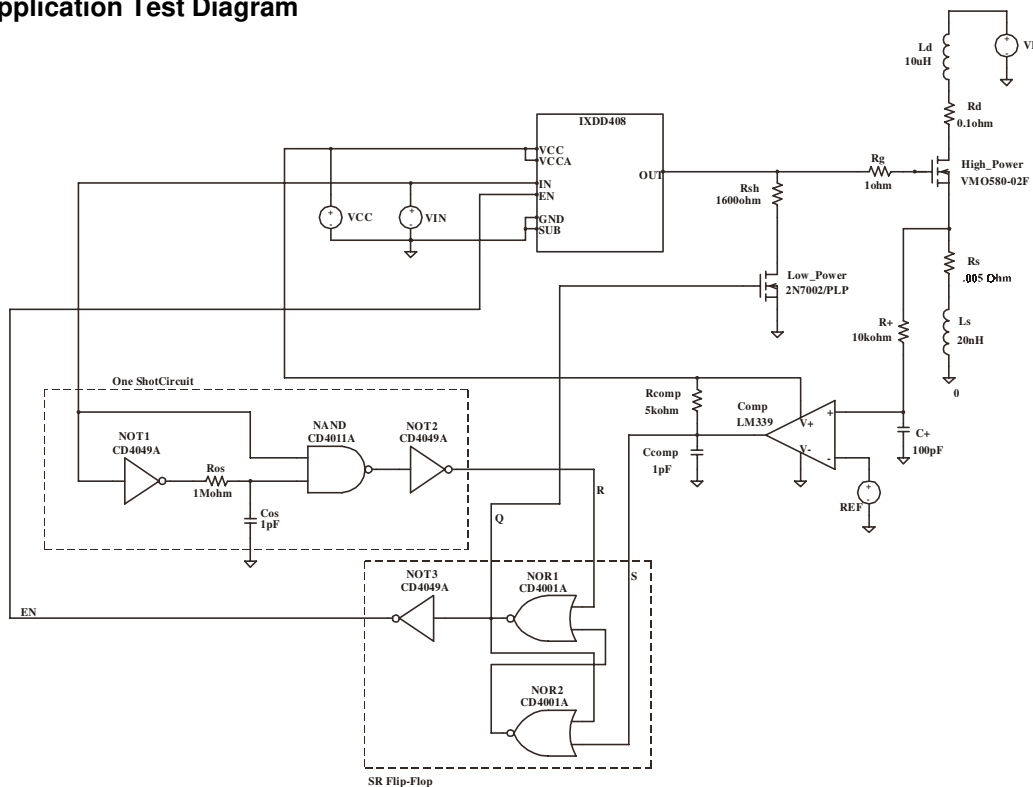 pplication Test Diagram
Ld
10uH
Rd
0.1ohm
IXDD408
VCC
VCCA
IN
EN
GND
SUB
OUT
VCC
VIN
Rsh
1600ohm
Rg
1ohm
High_Power
VMO580-02F
Low_Power
2N7002/PLP
Rs
.005 Ohm
R+
10kohm
Ls
20nH
0
One ShotCircuit
NOT1
CD4049A
Ros
1Mohm
Cos
1pF
NAND
CD4011A
NOT2
CD4049A
Rcomp
5kohm
Ccomp
1pF
Comp
LM339
V+
V-
+
-
C+
100pF
REF
R
Q
S
EN
NOT3
CD4049A
NOR1
CD4001A
NOR2
CD4001A
SR Flip-Flop